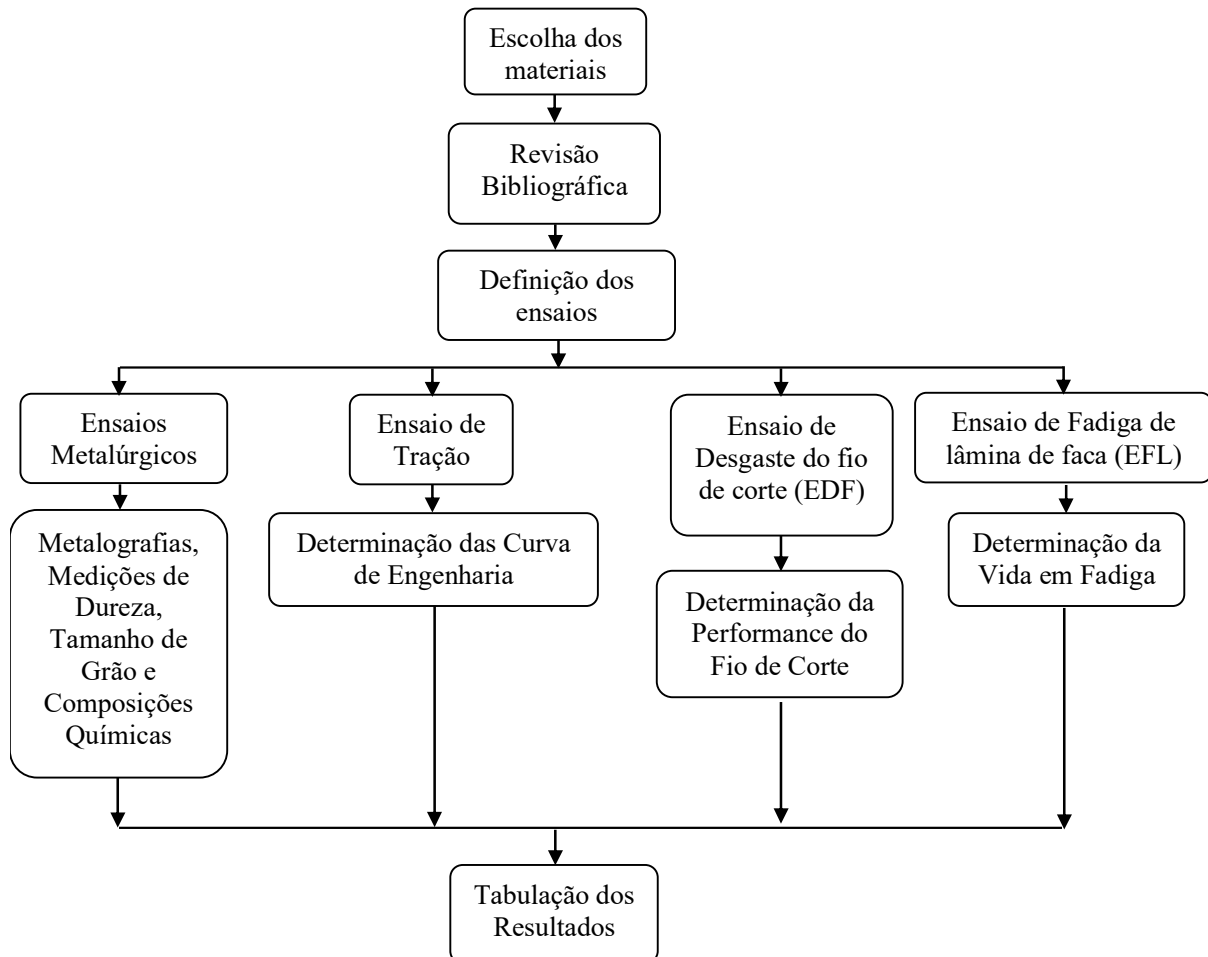 Escolha dos
materiais
Revisão
Bibliográfica
Definição dos
ensaios
Ensaios
Metalúrgicos
Ensaio de
Tração
Ensaio de
Desgaste do fio
de corte (EDF)
Ensaio de Fadiga de
lâmina de faca (EFL)
Metalografias,
Medições de
Dureza,
Tamanho de
Grão e
Composições
Químicas
Determinação das Curva
de Engenharia
Determinação da
Performance do
Fio de Corte
Determinação da
Vida em Fadiga
Tabulação dos
Resultados